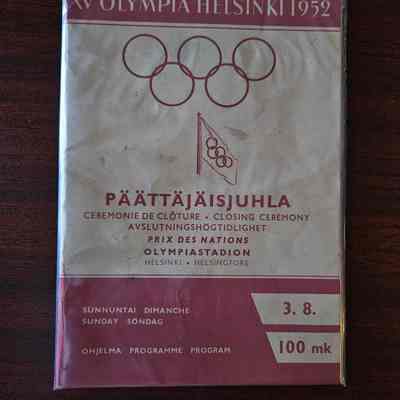 XV OLYMPIA HELSINKI 1952
PÄÄTTÄJÄISJUHLA
CEREMONIE DE CLÔTURE • CLOSING CEREMONY
AVSLUTNINGSHÖGTIDLIGHET
PRIX DES NATIONS
OLYMPIASTADION
HELSINKI • HELSINGFORS
SUNNUNTAI DIMANCHE
SUNDAY SÖNDAG
3. 8.
OHJELMA PROGRAMME PROGRAM
100 mk